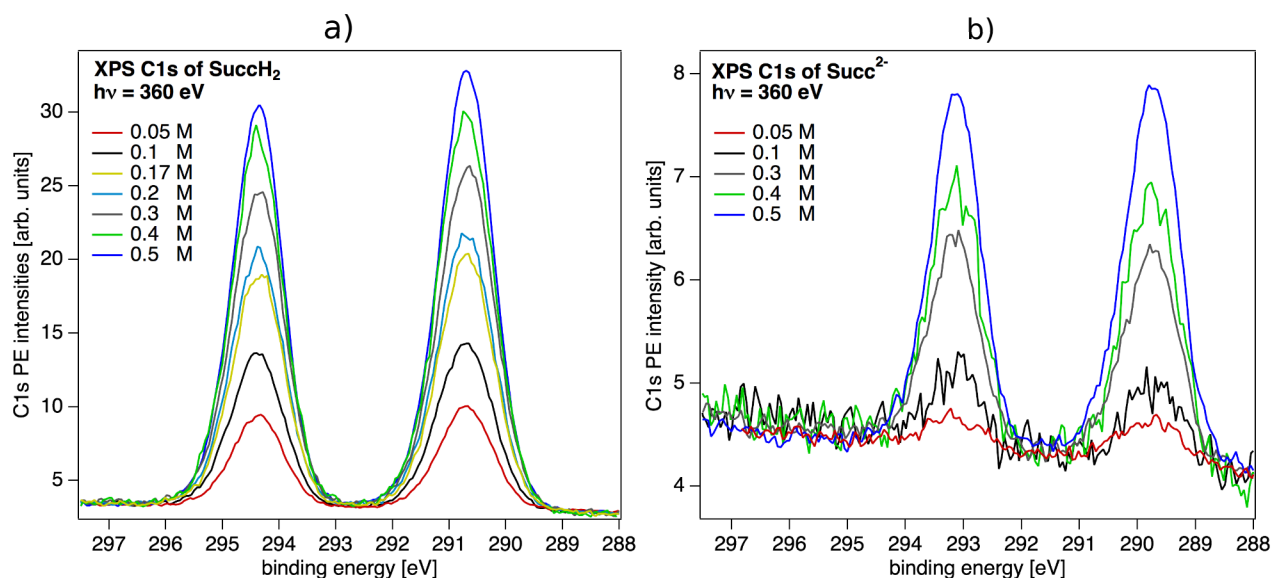 a)
XPS C1s of SuccH₂
hν = 360 eV
0.05 M
0.1 M
0.17 M
0.2 M
0.3 M
0.4 M
0.5 M
C1s PE intensities [arb. units]
30
25
20
15
10
5
297 296 295 294 293 292 291 290 289 288
binding energy [eV]
b)
XPS C1s of Succ²⁻
hν = 360 eV
0.05 M
0.1 M
0.3 M
0.4 M
0.5 M
C1s PE intensity [arb. units]
8
7
6
5
4
297 296 295 294 293 292 291 290 289 288
binding energy [eV]